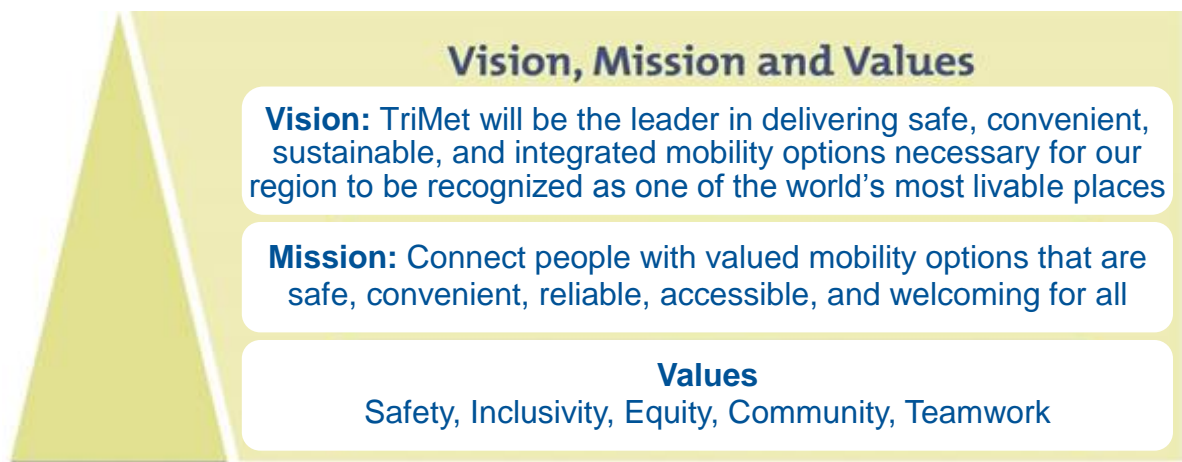 Vision, Mission and Values
Vision: TriMet will be the leader in delivering safe, convenient,
sustainable, and integrated mobility options necessary for our
region to be recognized as one of the world’s most livable places
Mission: Connect people with valued mobility options that are
safe, convenient, reliable, accessible, and welcoming for all
Values
Safety, Inclusivity, Equity, Community, Teamwork